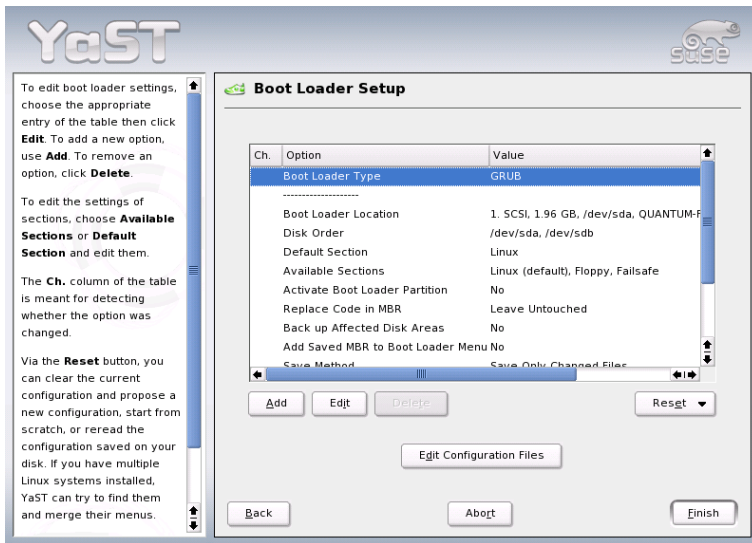 YaST
SUSE
To edit boot loader settings,
choose the appropriate
entry of the table then click
Edit. To add a new option,
use Add. To remove an
option, click Delete.
To edit the settings of
sections, choose Available
Sections or Default
Section and edit them.
The Ch. column of the table
is meant for detecting
whether the option was
changed.
Via the Reset button, you
can clear the current
configuration and propose a
new configuration, start from
scratch, or reread the
configuration saved on your
disk. If you have multiple
Linux systems installed,
YaST can try to find them
and merge their menus.
Boot Loader Setup
Ch. Option Value
Boot Loader Type GRUB
--------------------
Boot Loader Location 1. SCSI, 1.96 GB, /dev/sda, QUANTUM-F
Disk Order /dev/sda, /dev/sdb
Default Section Linux
Available Sections Linux (default), Floppy, Failsafe
Activate Boot Loader Partition No
Replace Code in MBR Leave Untouched
Back up Affected Disk Areas No
Add Saved MBR to Boot Loader Menu No
Save Method Save Only Changed Files
Add Edit Delete Reset
Edit Configuration Files
Back Abort Finish